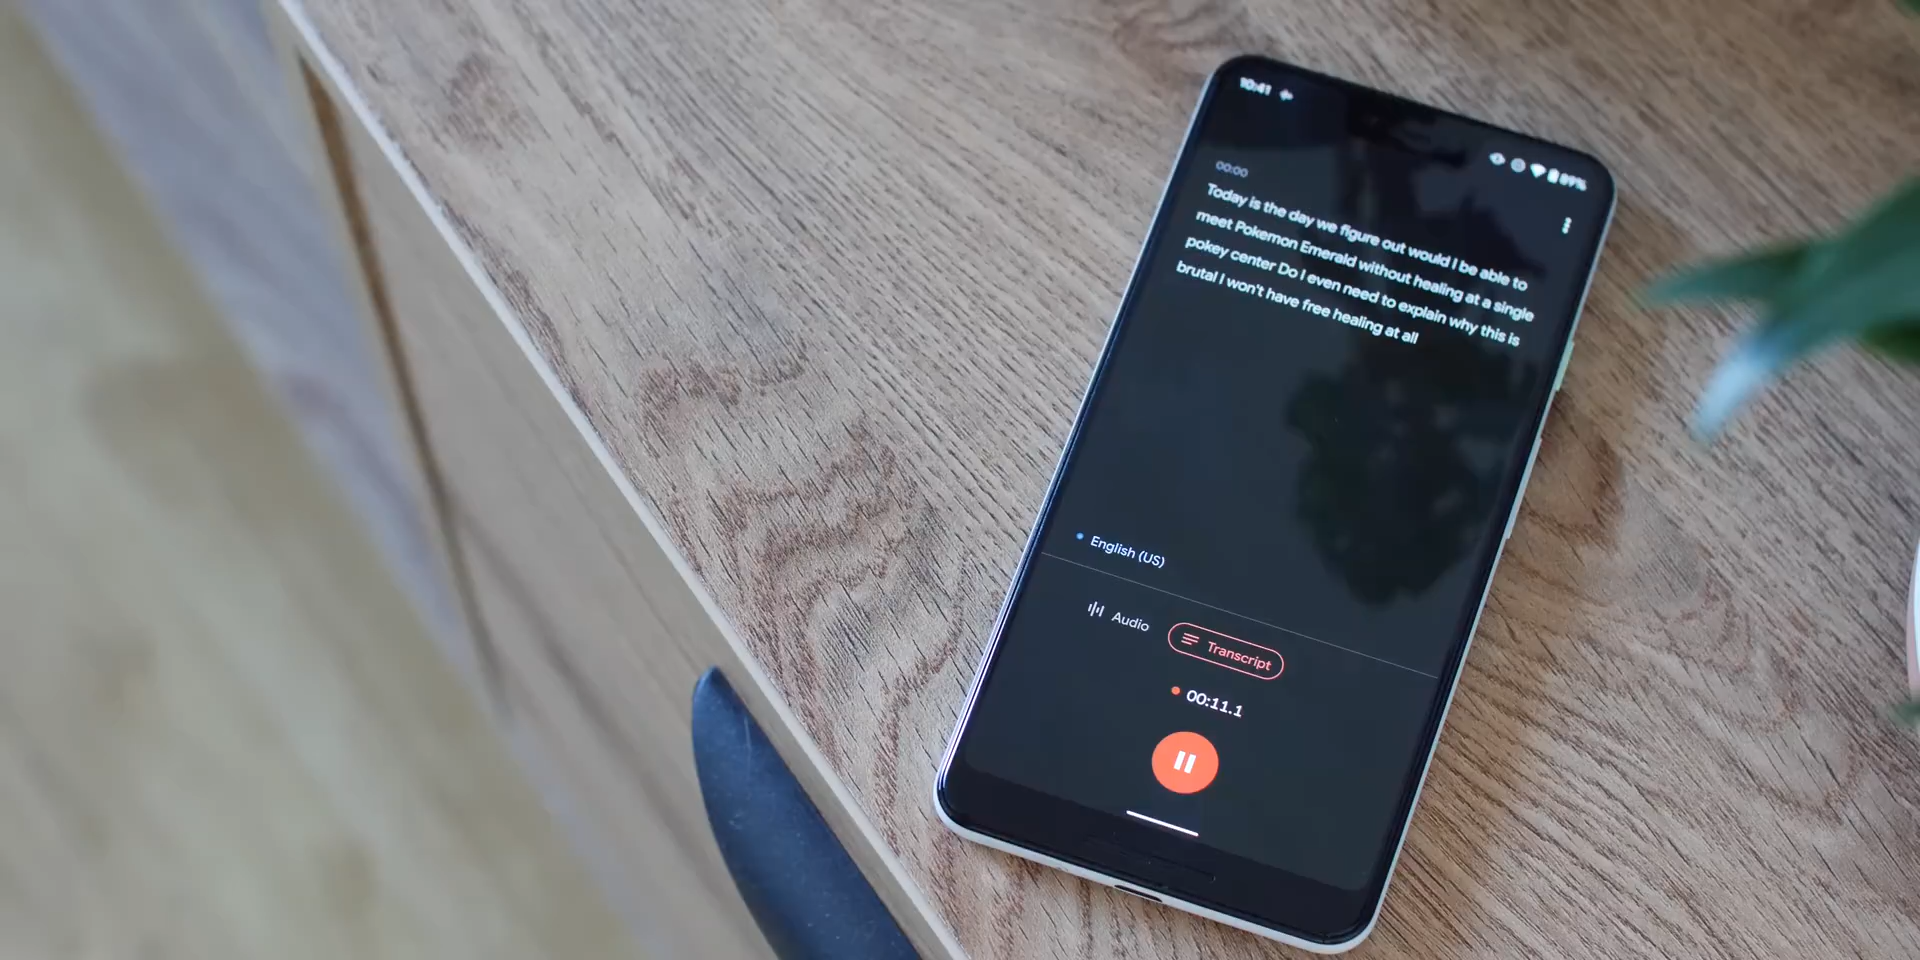 10:41
89%
00:00
Today is the day we figure out would I be able to
meet Pokemon Emerald without healing at a single
pokey center Do I even need to explain why this is
brutal I won't have free healing at all
English (US)
Audio
Transcript
00:11.1